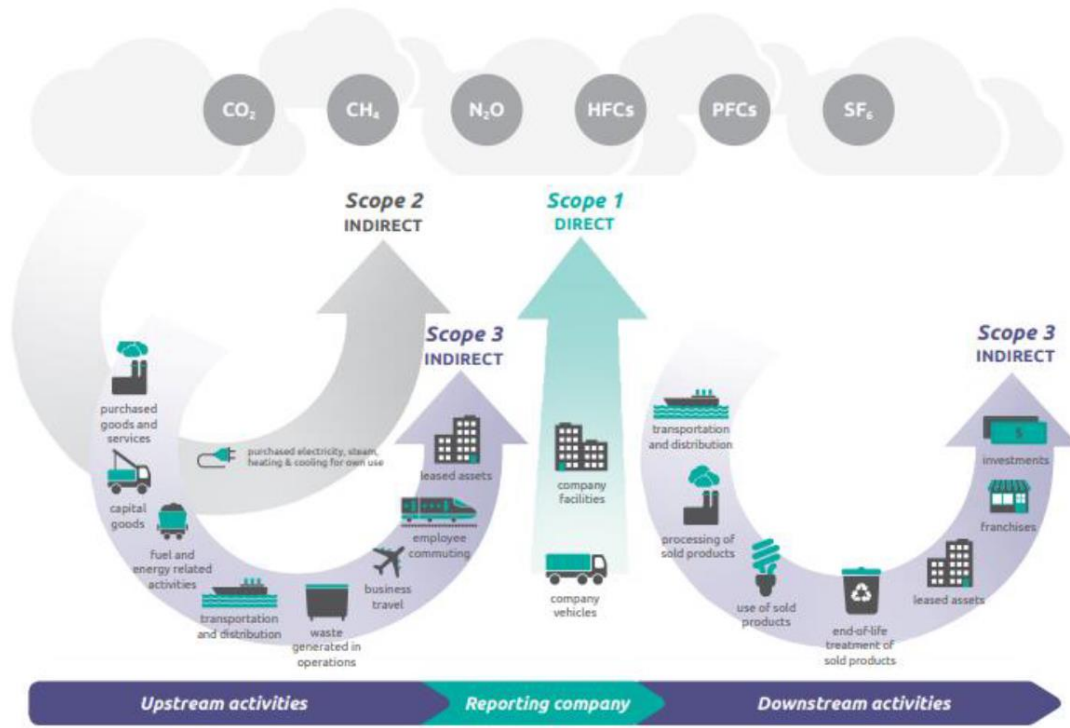 CO₂
CH₄
N₂O
HFCs
PFCs
SF₆
Scope 2
INDIRECT
Scope 1
DIRECT
Scope 3
INDIRECT
Scope 3
INDIRECT
purchased
goods and
services
capital
goods
fuel and
energy related
activities
purchased electricity, steam,
heating & cooling for own use
transportation
and distribution
waste
generated in
operations
business
travel
employee
commuting
leased assets
company
facilities
company
vehicles
transportation
and distribution
processing of
sold products
use of sold
products
end-of-life
treatment of
sold products
leased assets
franchises
$
investments
Upstream activities
Reporting company
Downstream activities